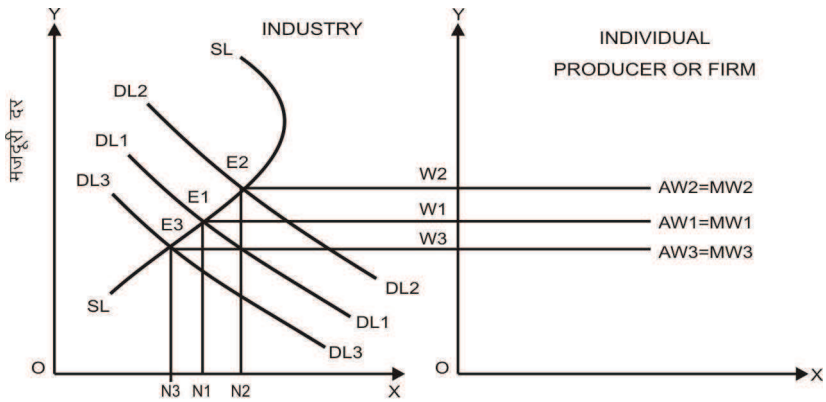 Y
INDUSTRY
SL
DL2
DL1
DL3
E2
E1
E3
SL
DL2
DL1
DL3
O
N3 N1 N2
X
मजदूरी दर
Y
INDIVIDUAL
PRODUCER OR FIRM
W2
AW2=MW2
W1
AW1=MW1
W3
AW3=MW3
O
X